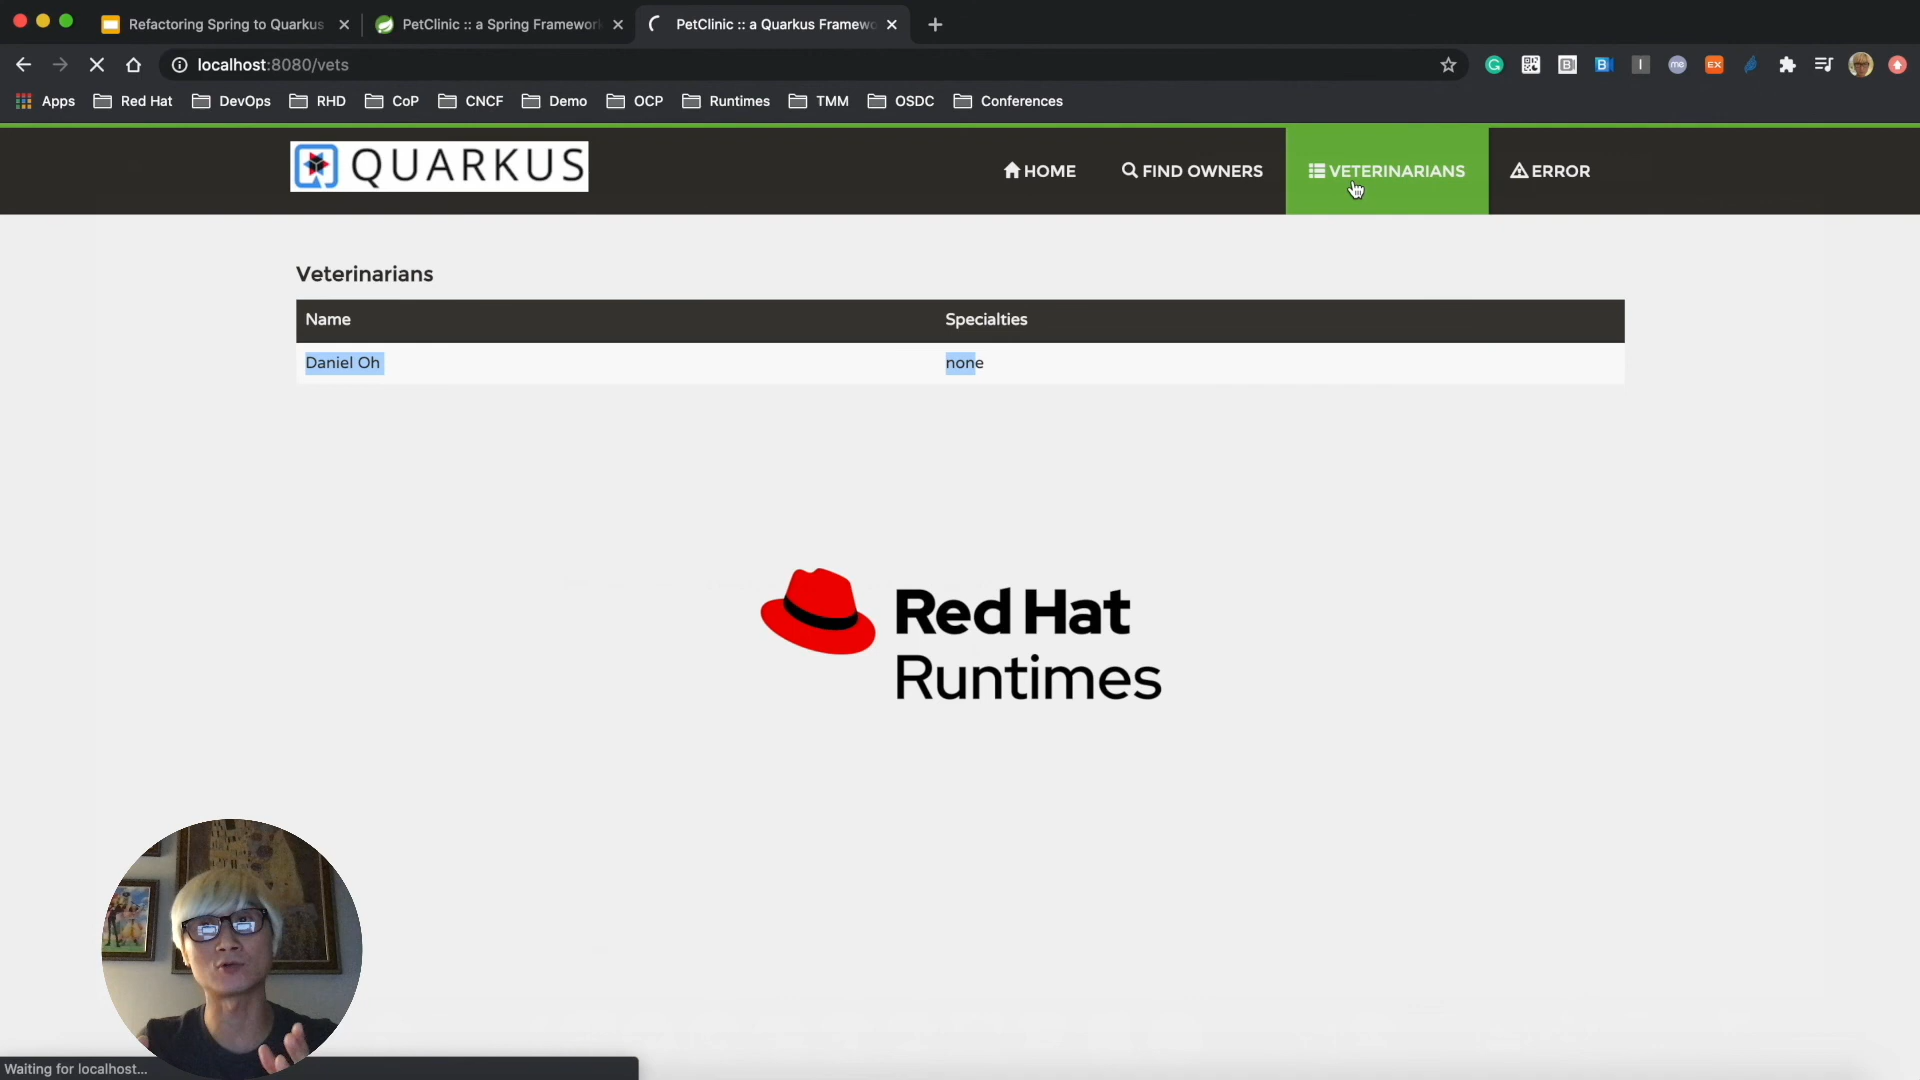 Refactoring Spring to Quarkus
PetClinic :: a Spring Framework
PetClinic :: a Quarkus Framewo
localhost:8080/vets
Apps
Red Hat
DevOps
RHD
CoP
CNCF
Demo
OCP
Runtimes
TMM
OSDC
Conferences
QUARKUS
HOME
FIND OWNERS
VETERINARIANS
ERROR
Veterinarians
Name Specialties
Daniel Oh none
Red Hat
Runtimes
Waiting for localhost...